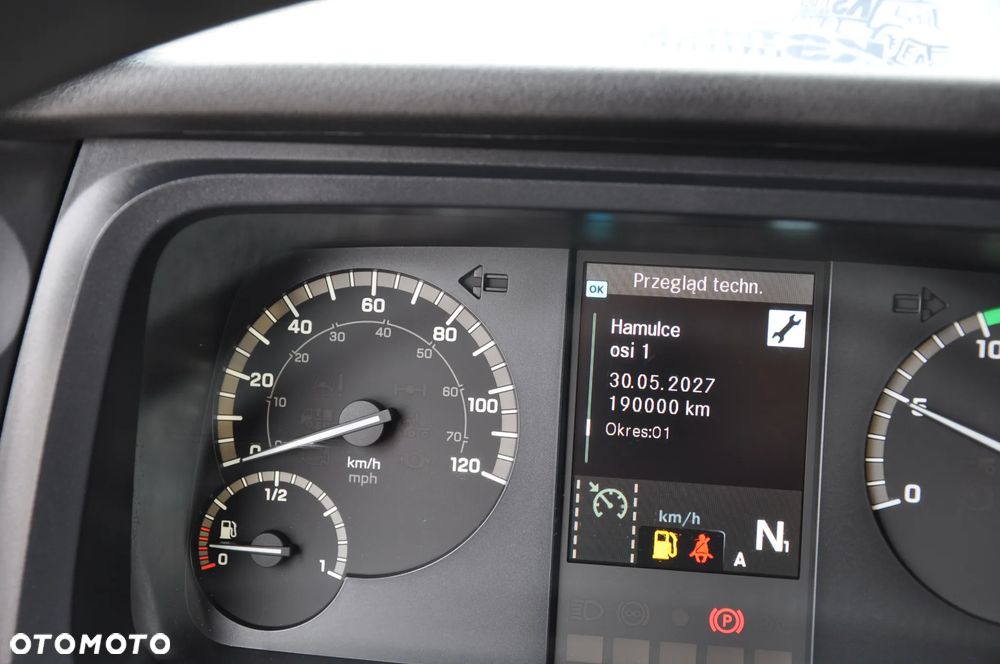 OK Przegląd techn.
Hamulce
osi 1
30.05.2027
190000 km
Okres:01
km/h
A N1
P
0 20 40 60 80 100 120
0 10 20 30 40 50 60 70
km/h
mph
0 1/2 1
0 5 10
OTOMOTO